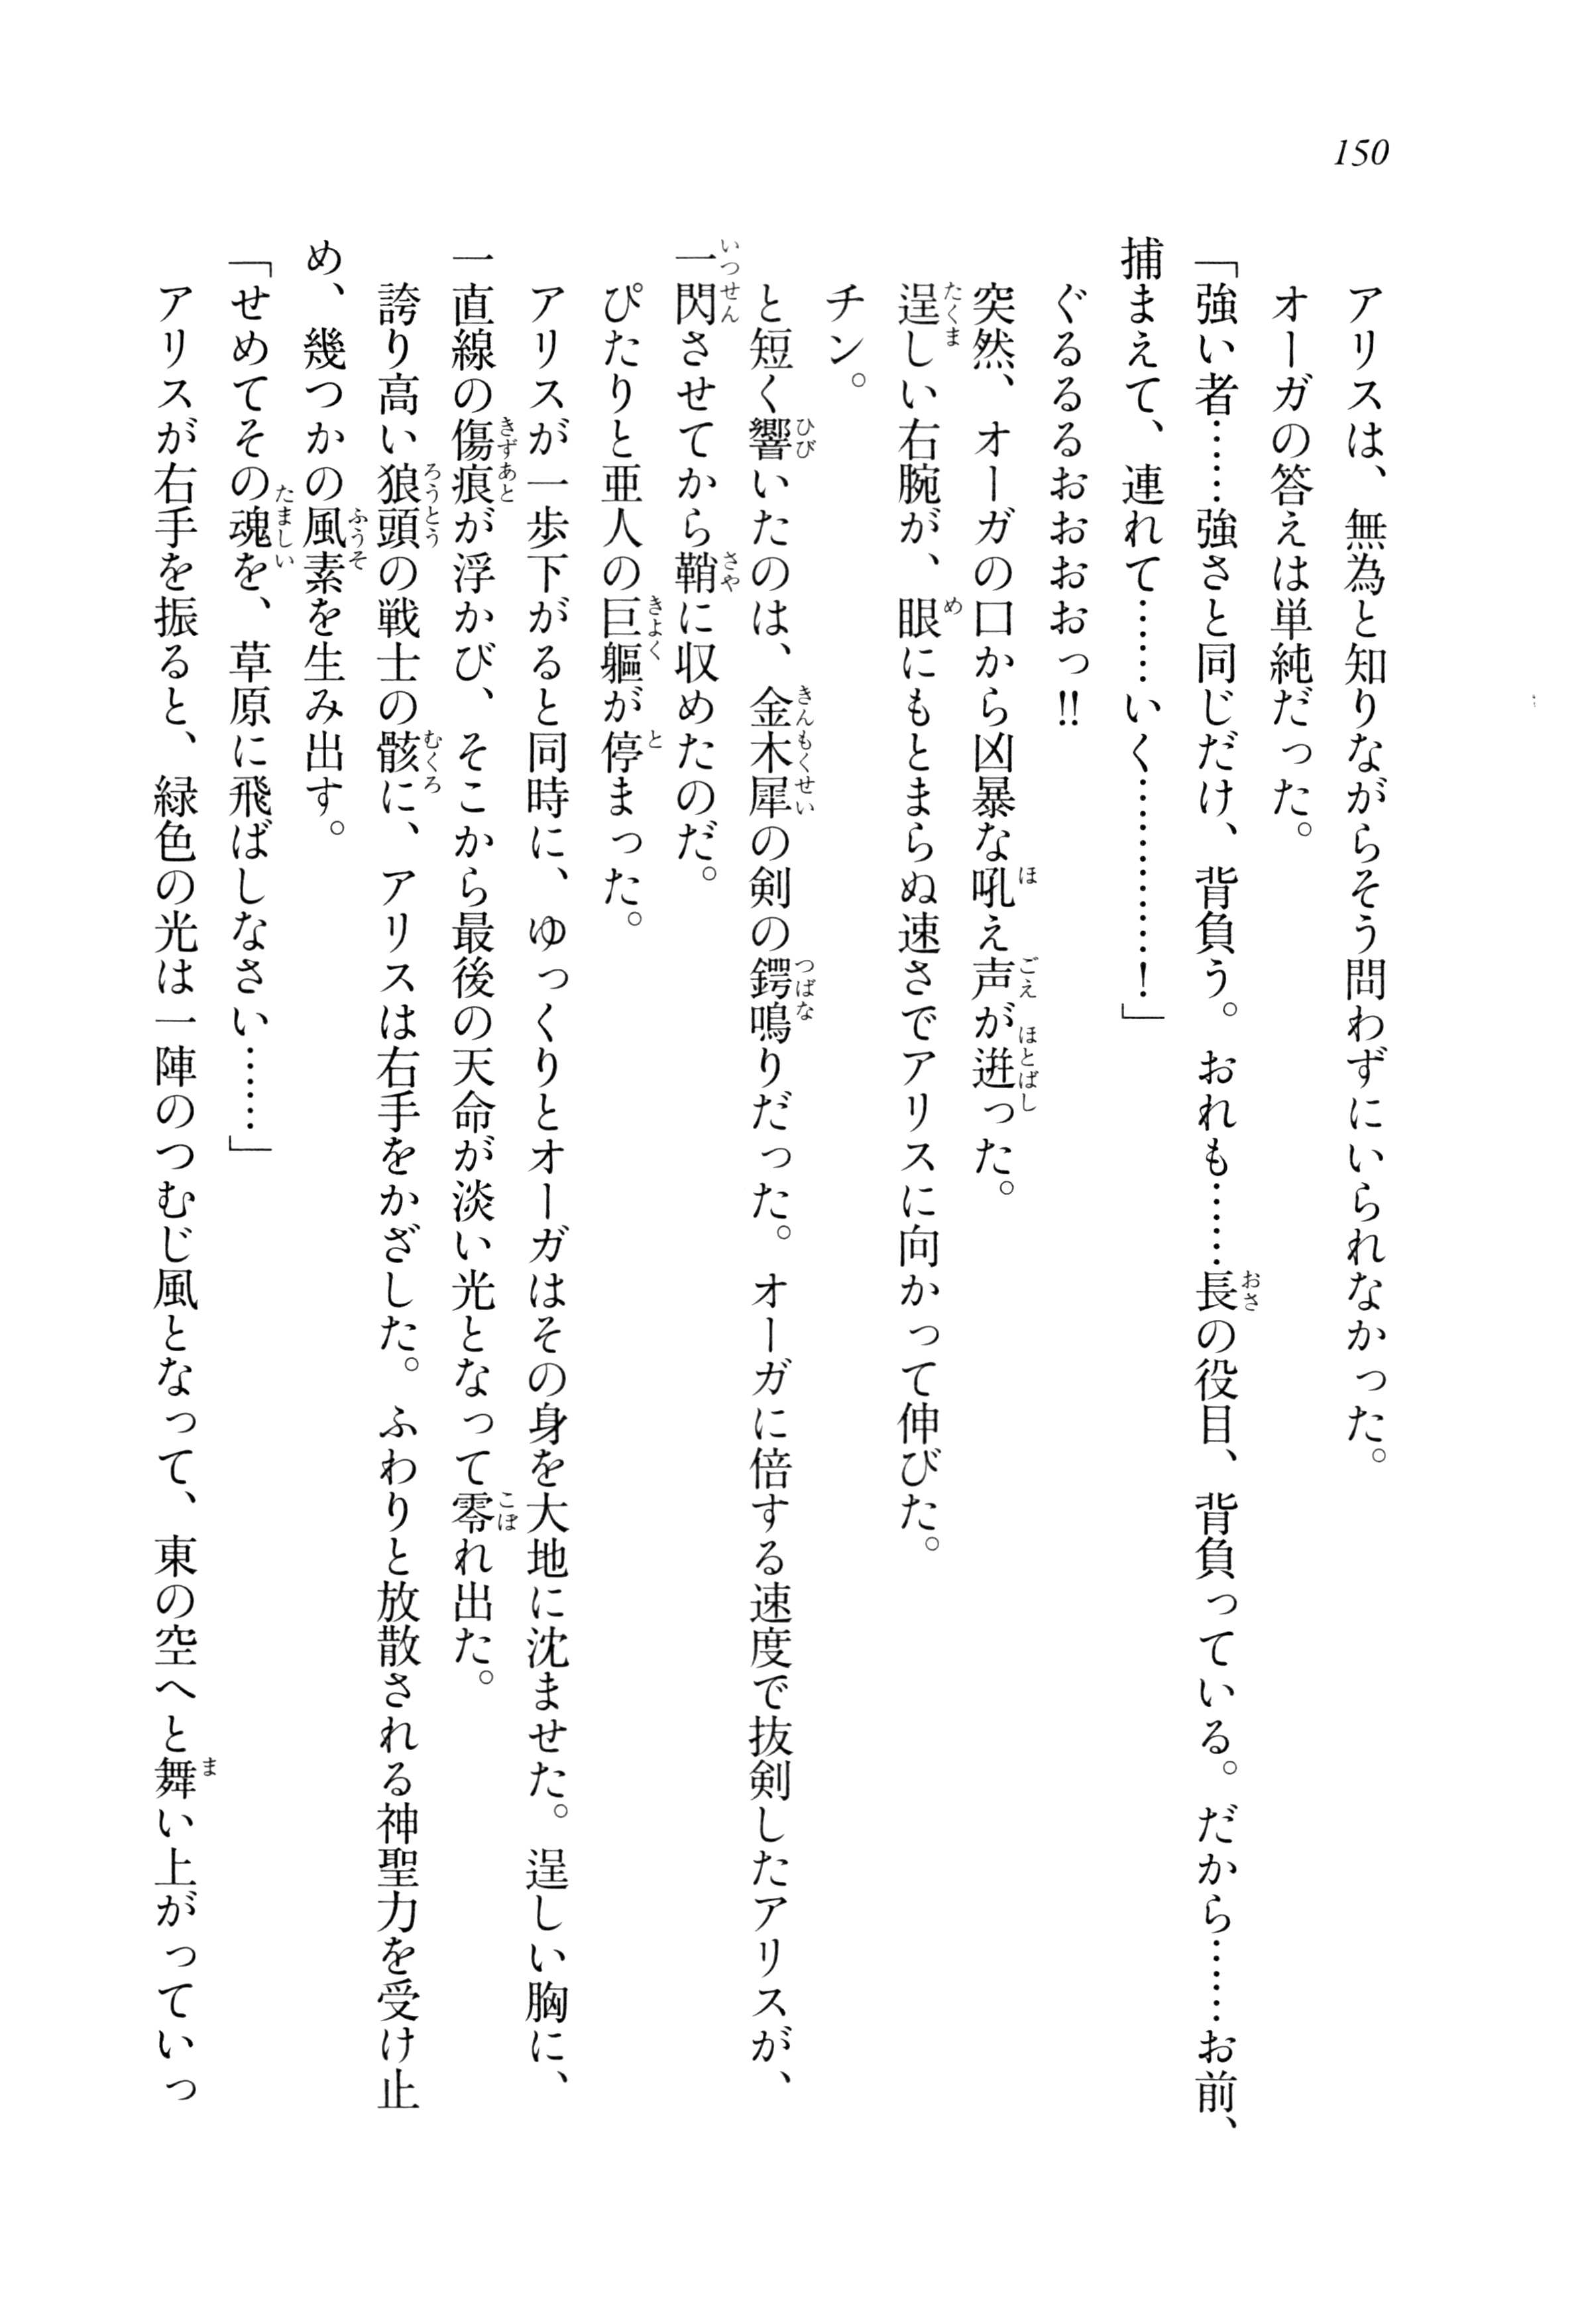 150
アリスは、無為と知りながらそう問わずにいられなかった。
オーガの答えは単純だった。
「強い者……強さと同じだけ、背負う。おれも……長の役目、背負っている。だから……お前、
捕まえて、連れて……いく…………！」
ぐるるるおおおおっ‼
突然、オーガの口から凶暴な吼え声が迸った。
逞しい右腕が、眼にもとまらぬ速さでアリスに向かって伸びた。
チン。
と短く響いたのは、金木犀の剣の鍔鳴りだった。オーガに倍する速度で抜剣したアリスが、
一閃させてから鞘に収めたのだ。
ぴたりと亜人の巨軀が停まった。
アリスが一歩下がると同時に、ゆっくりとオーガはその身を大地に沈ませた。逞しい胸に、
一直線の傷痕が浮かび、そこから最後の天命が淡い光となって零れ出た。
誇り高い狼頭の戦士の骸に、アリスは右手をかざした。ふわりと放散される神聖力を受け止
め、幾つかの風素を生み出す。
「せめてその魂を、草原に飛ばしなさい……」
アリスが右手を振ると、緑色の光は一陣のつむじ風となって、東の空へと舞い上がっていっ